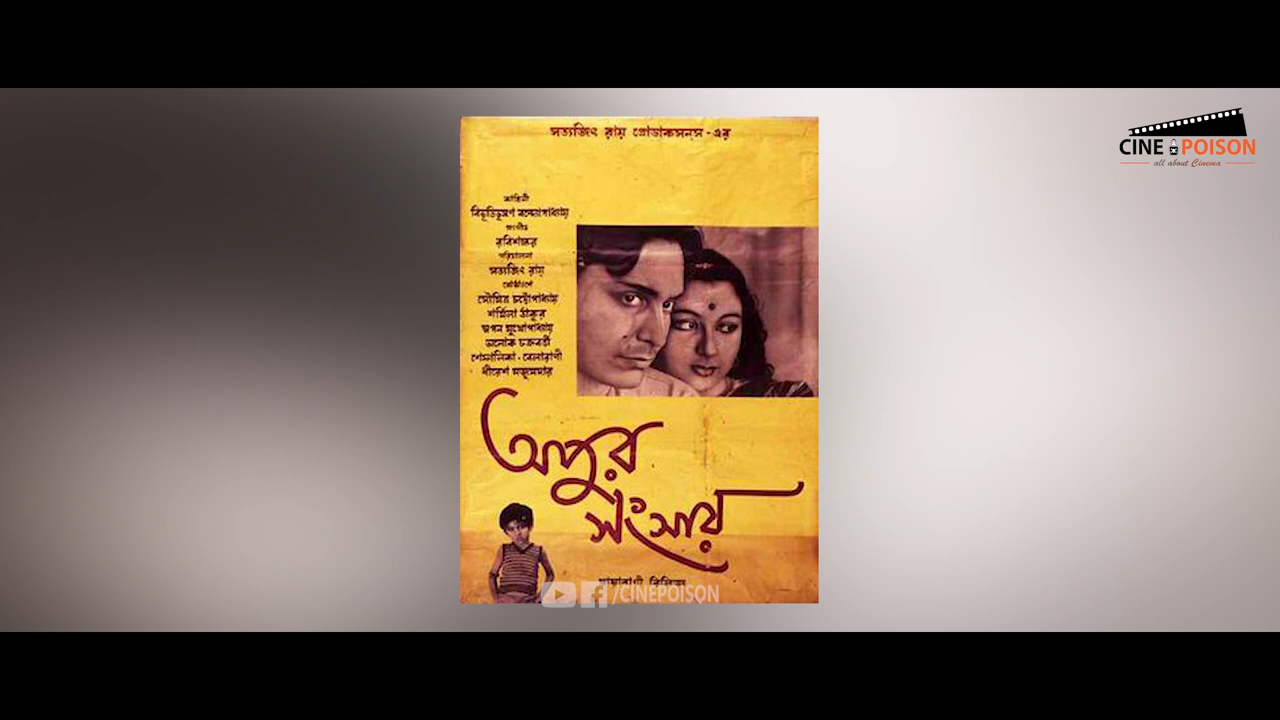 সত্যজিৎ রায় প্রোডাকসনস-এর
কাহিনী
বিভূতিভূষণ বন্দ্যোপাধ্যায়
সংগীত
রবিশঙ্কর
পরিচালনা
সত্যজিৎ রায়
সৌমিত্র চট্টোপাধ্যায়
শর্মিলা ঠাকুর
স্বপন মুখোপাধ্যায়
অলোক চক্রবর্তী
শেফালিকা · বেলারাণী
ধীরেশ মজুমদার
অপুর
সংসার
CINE POISON
all about Cinema
/CINEPOISON